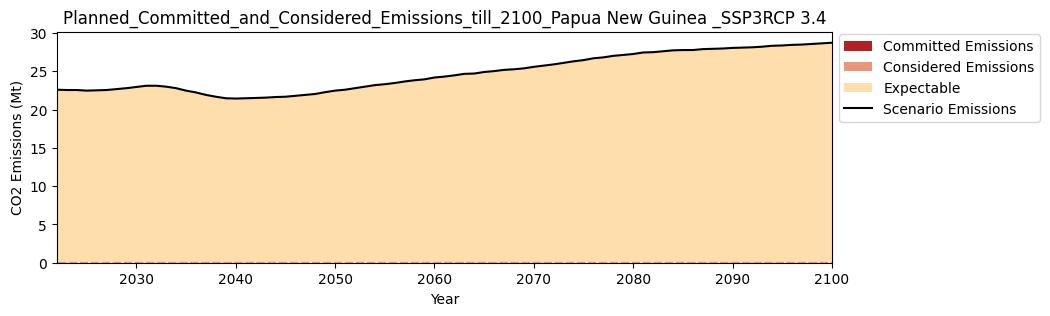 Planned_Committed_and_Considered_Emissions_till_2100_Papua New Guinea _SSP3RCP 3.4
Committed Emissions
Considered Emissions
Expectable
Scenario Emissions
CO2 Emissions (Mt)
30
25
20
15
10
5
0
2030 2040 2050 2060 2070 2080 2090 2100
Year